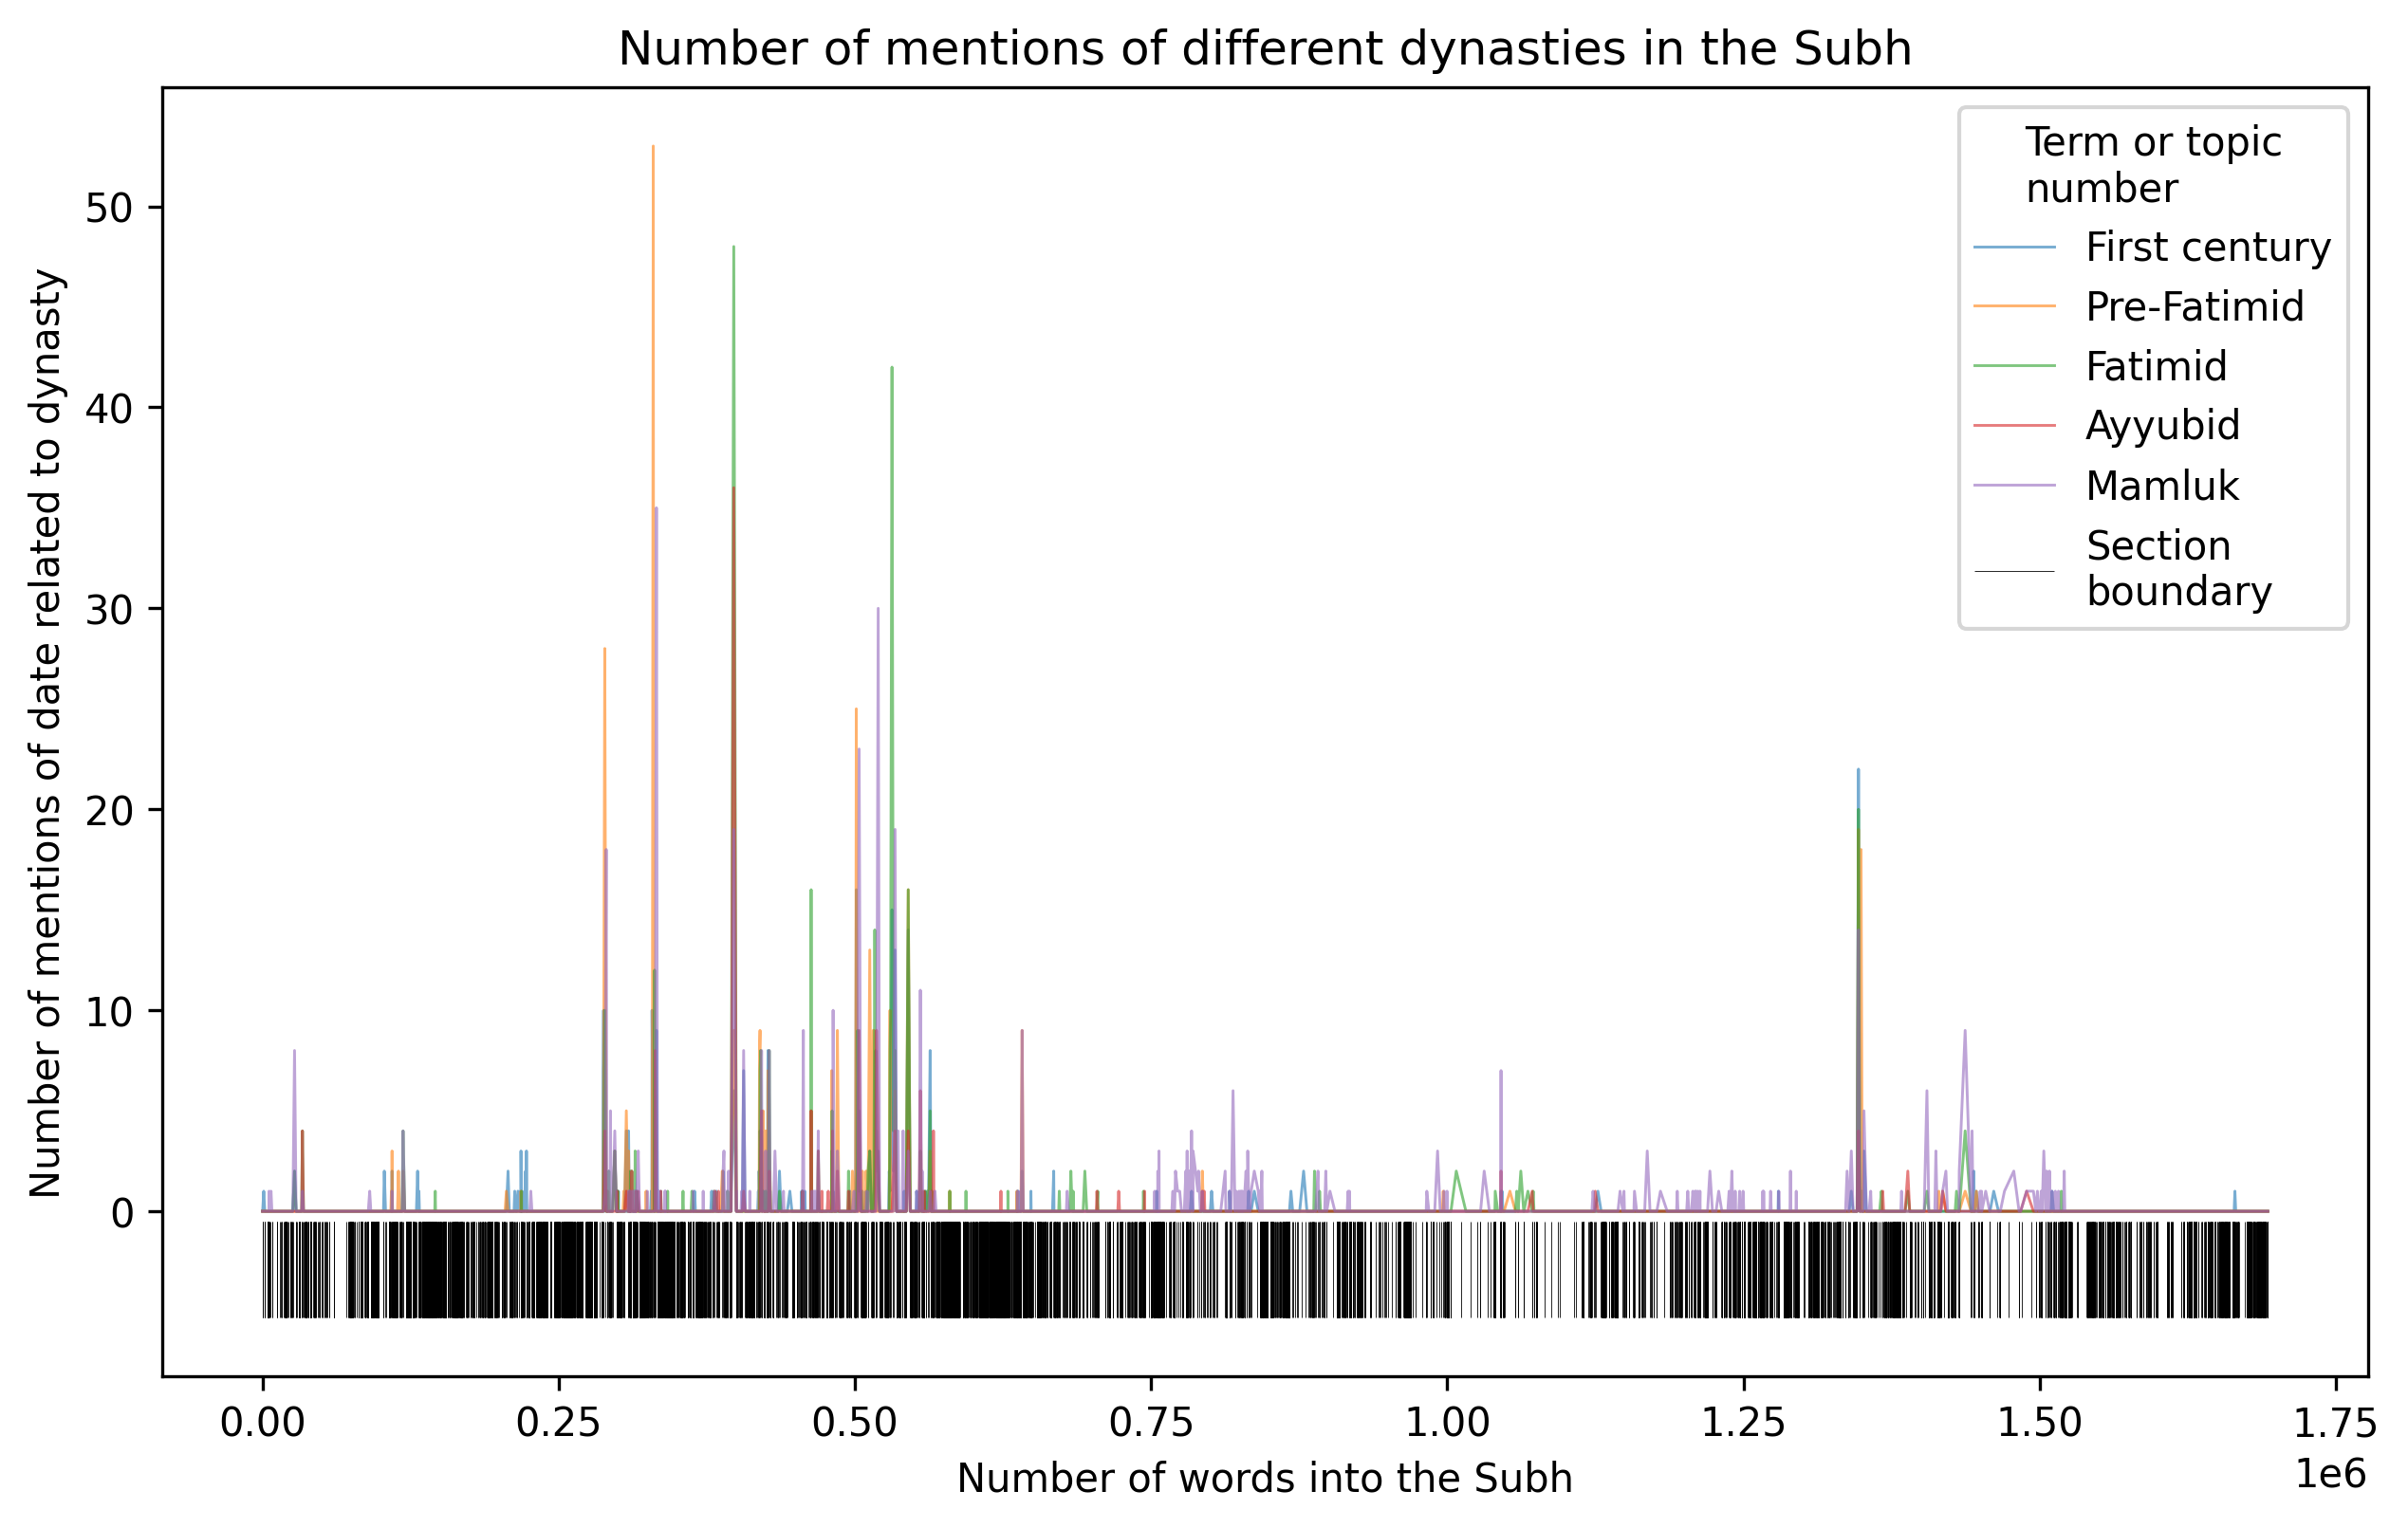 Number of mentions of different dynasties in the Subh
Number of mentions of date related to dynasty
50
40
30
20
10
0
Term or topic
number
First century
Pre-Fatimid
Fatimid
Ayyubid
Mamluk
Section
boundary
0.00 0.25 0.50 0.75 1.00 1.25 1.50 1.75
1e6
Number of words into the Subh